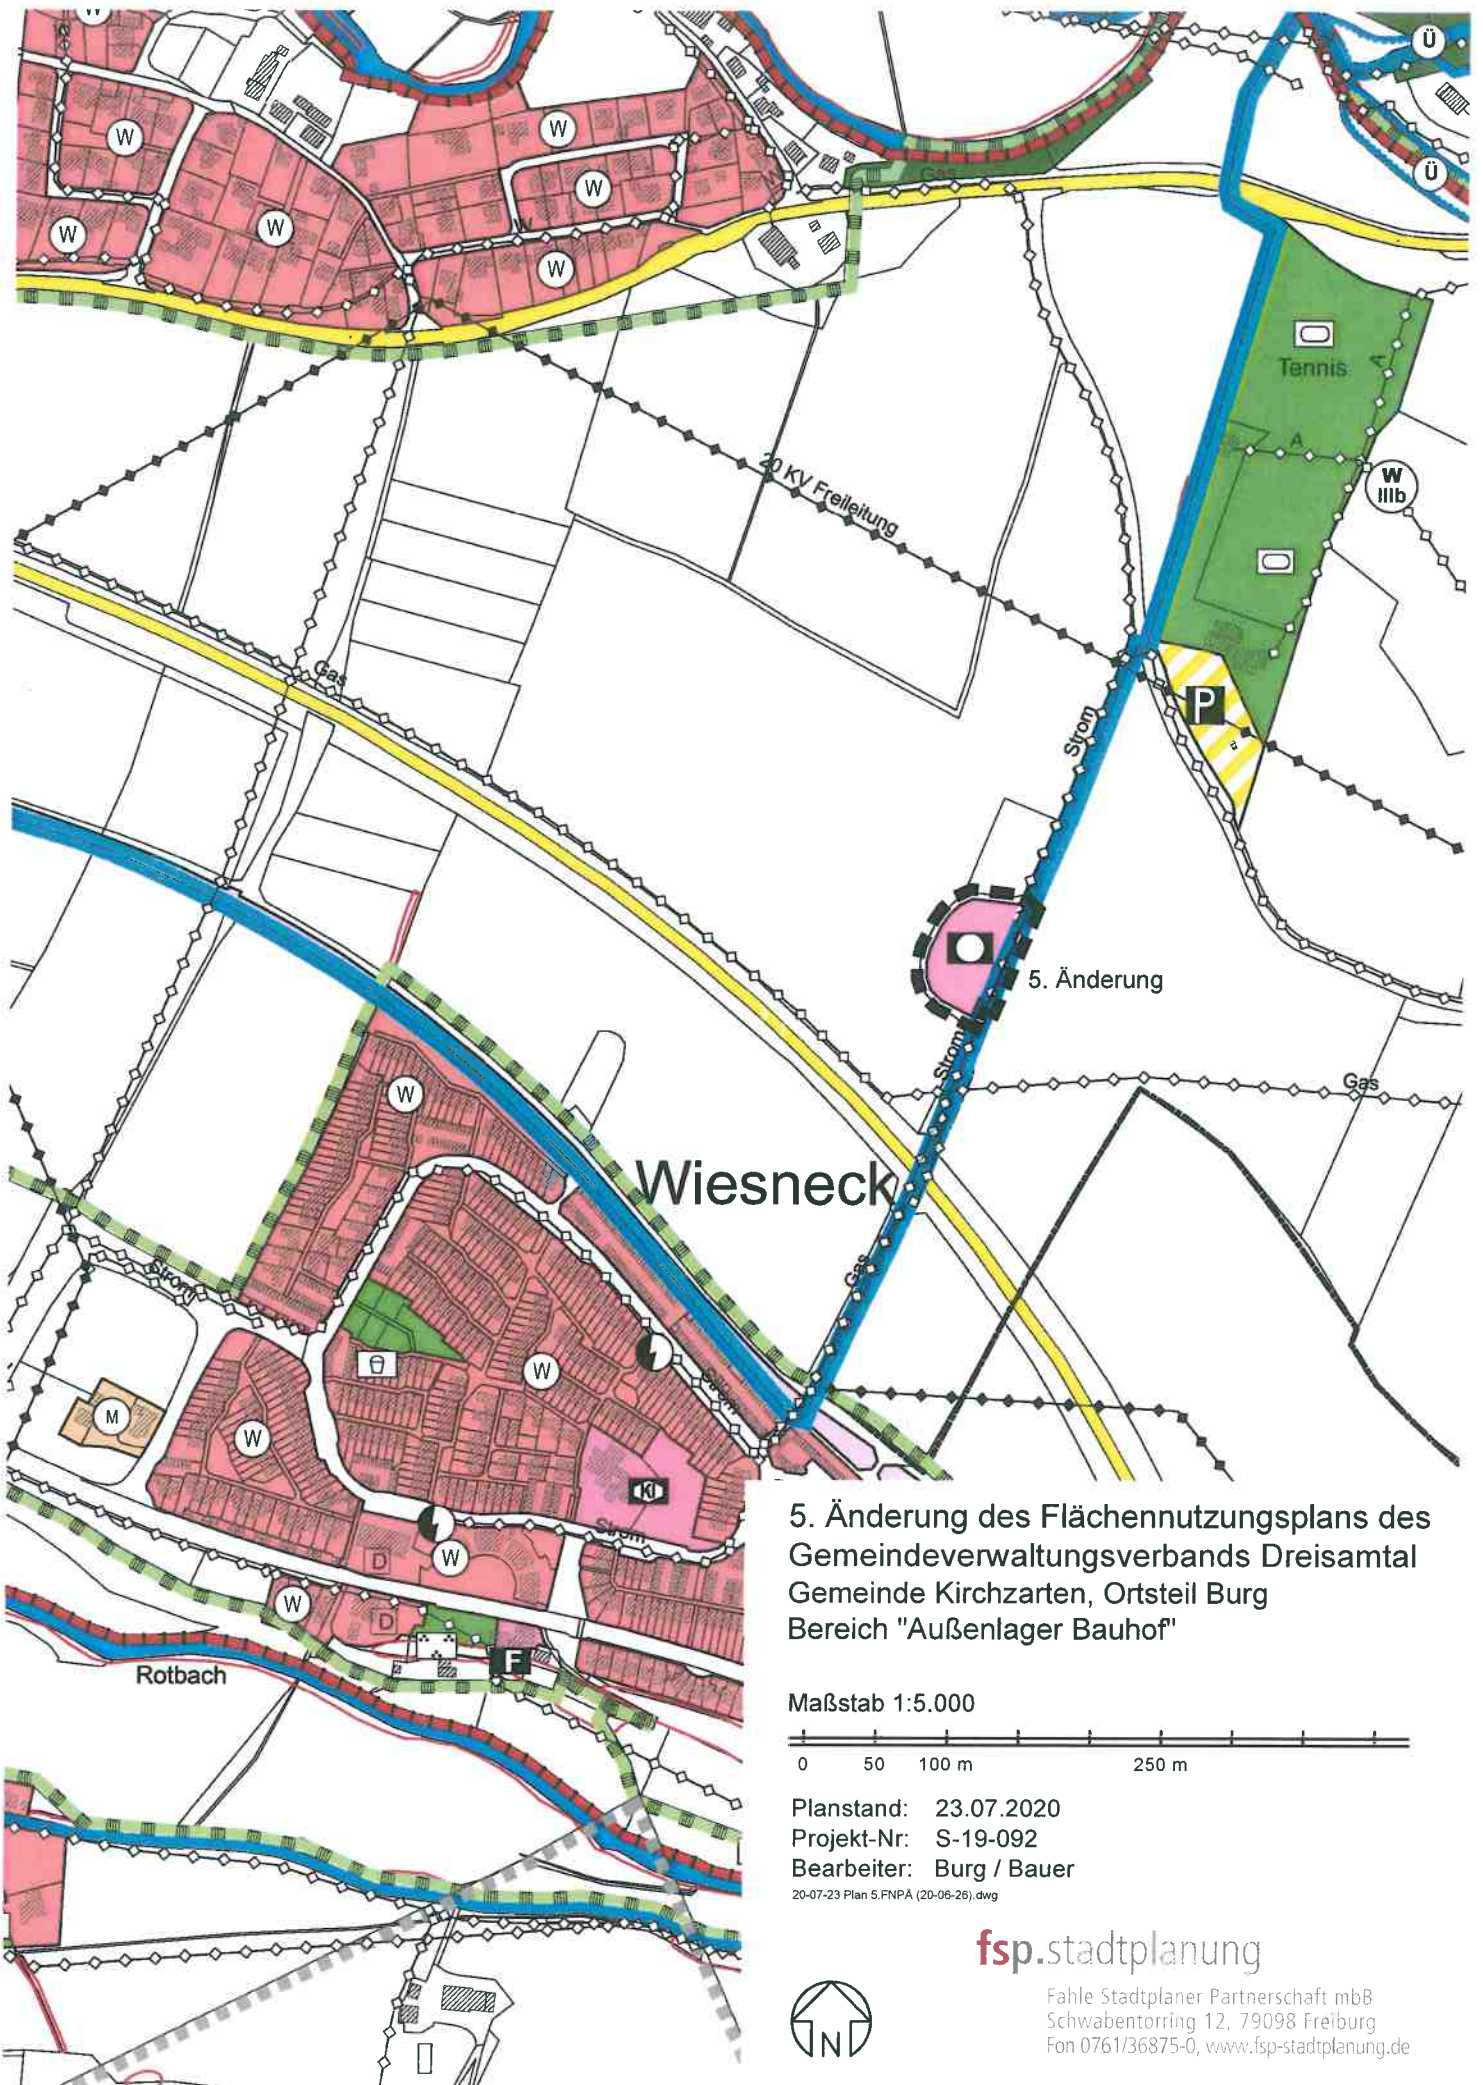 W
Ü
W
W
W
Gas
Ü
W
W
W
Tennis
A
A
W
IIIb
20 KV Freileitung
Gas
P
Strom
5. Änderung
Strom
Gas
W
Wiesneck
Gas
Strom
W
Strom
M
W
KI
Strom
D
W
W
D
F
Rotbach
5. Änderung des Flächennutzungsplans des
Gemeindeverwaltungsverbands Dreisamtal
Gemeinde Kirchzarten, Ortsteil Burg
Bereich "Außenlager Bauhof"
Maßstab 1:5.000
0 50 100 m 250 m
Planstand: 23.07.2020
Projekt-Nr: S-19-092
Bearbeiter: Burg / Bauer
20-07-23 Plan 5.FNPÄ (20-06-26).dwg
fsp.stadtplanung
Fahle Stadtplaner Partnerschaft mbB
Schwabentorring 12, 79098 Freiburg
Fon 0761/36875-0, www.fsp-stadtplanung.de
N